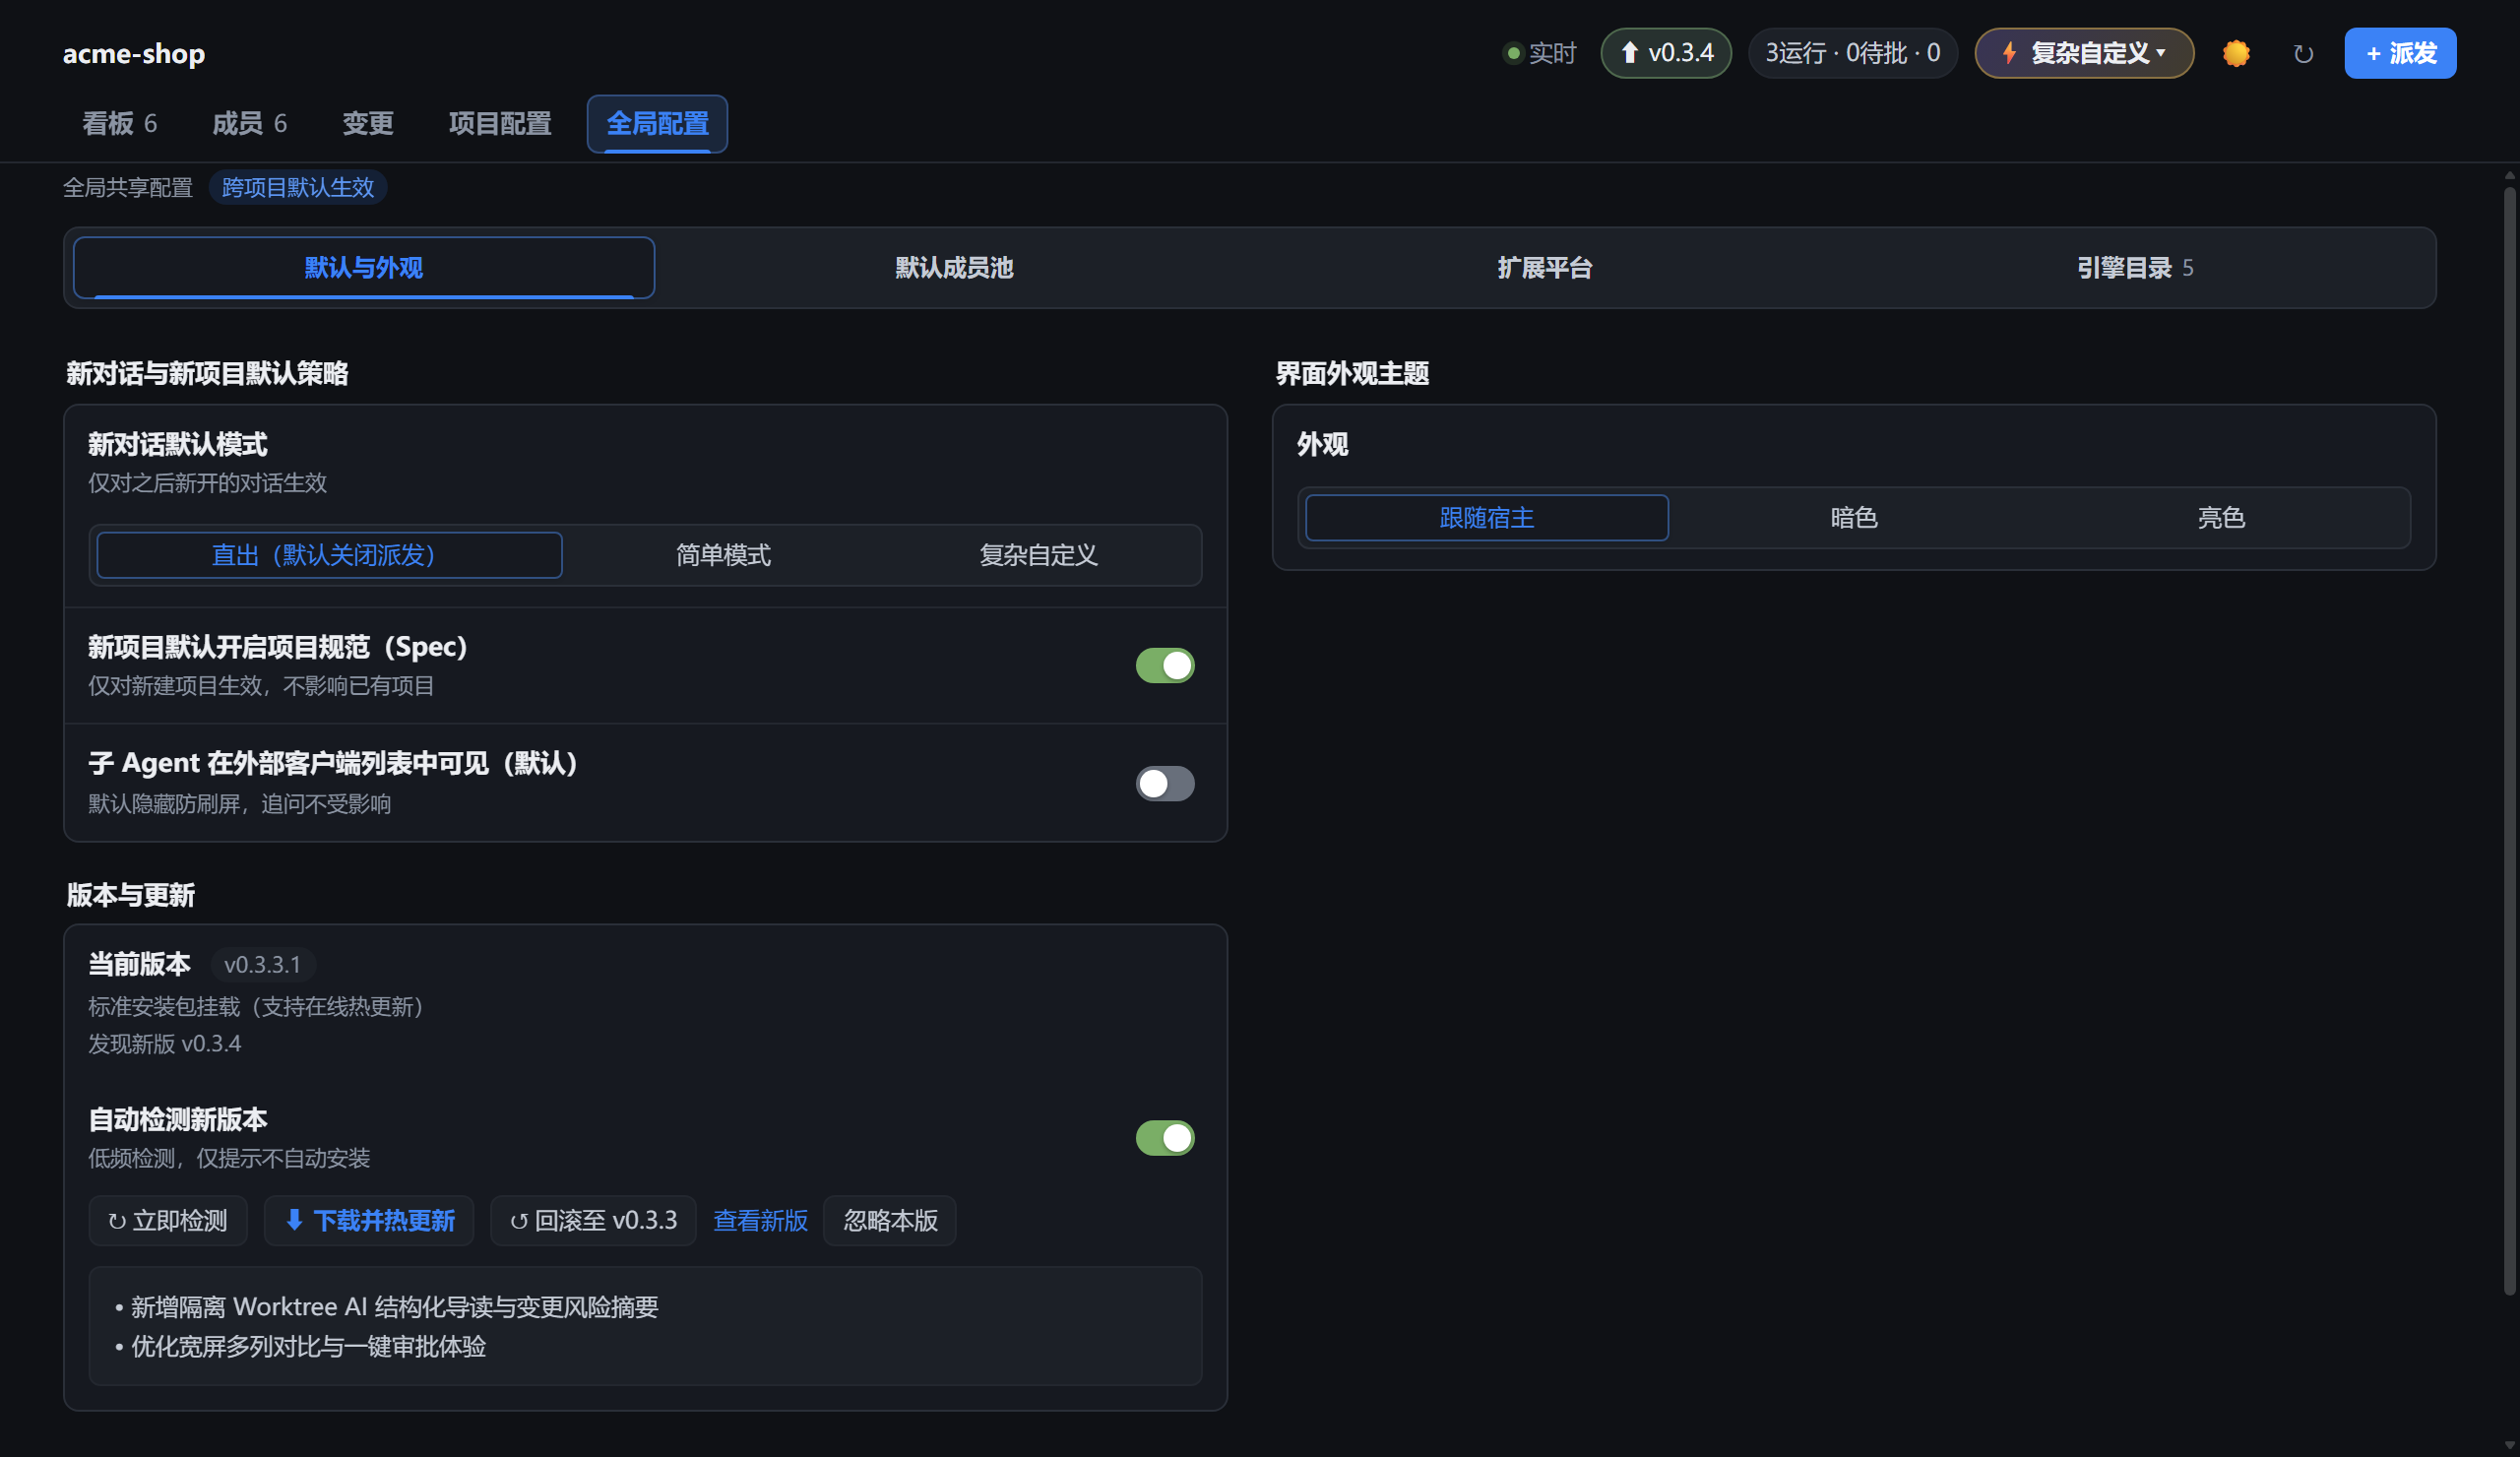 acme-shop
实时
⬆ v0.3.4
3运行 · 0待批 · 0
⚡ 复杂自定义 ▾
↻
+ 派发
看板 6
成员 6
变更
项目配置
全局配置
全局共享配置
跨项目默认生效
默认与外观
默认成员池
扩展平台
引擎目录 5
新对话与新项目默认策略
新对话默认模式
仅对之后新开的对话生效
直出（默认关闭派发）
简单模式
复杂自定义
新项目默认开启项目规范（Spec）
仅对新建项目生效，不影响已有项目
子 Agent 在外部客户端列表中可见（默认）
默认隐藏防刷屏，追问不受影响
界面外观主题
外观
跟随宿主
暗色
亮色
版本与更新
当前版本 v0.3.3.1
标准安装包挂载（支持在线热更新）
发现新版 v0.3.4
自动检测新版本
低频检测，仅提示不自动安装
↻ 立即检测
⬇ 下载并热更新
↺ 回滚至 v0.3.3
查看新版
忽略本版
• 新增隔离 Worktree AI 结构化导读与变更风险摘要
• 优化宽屏多列对比与一键审批体验